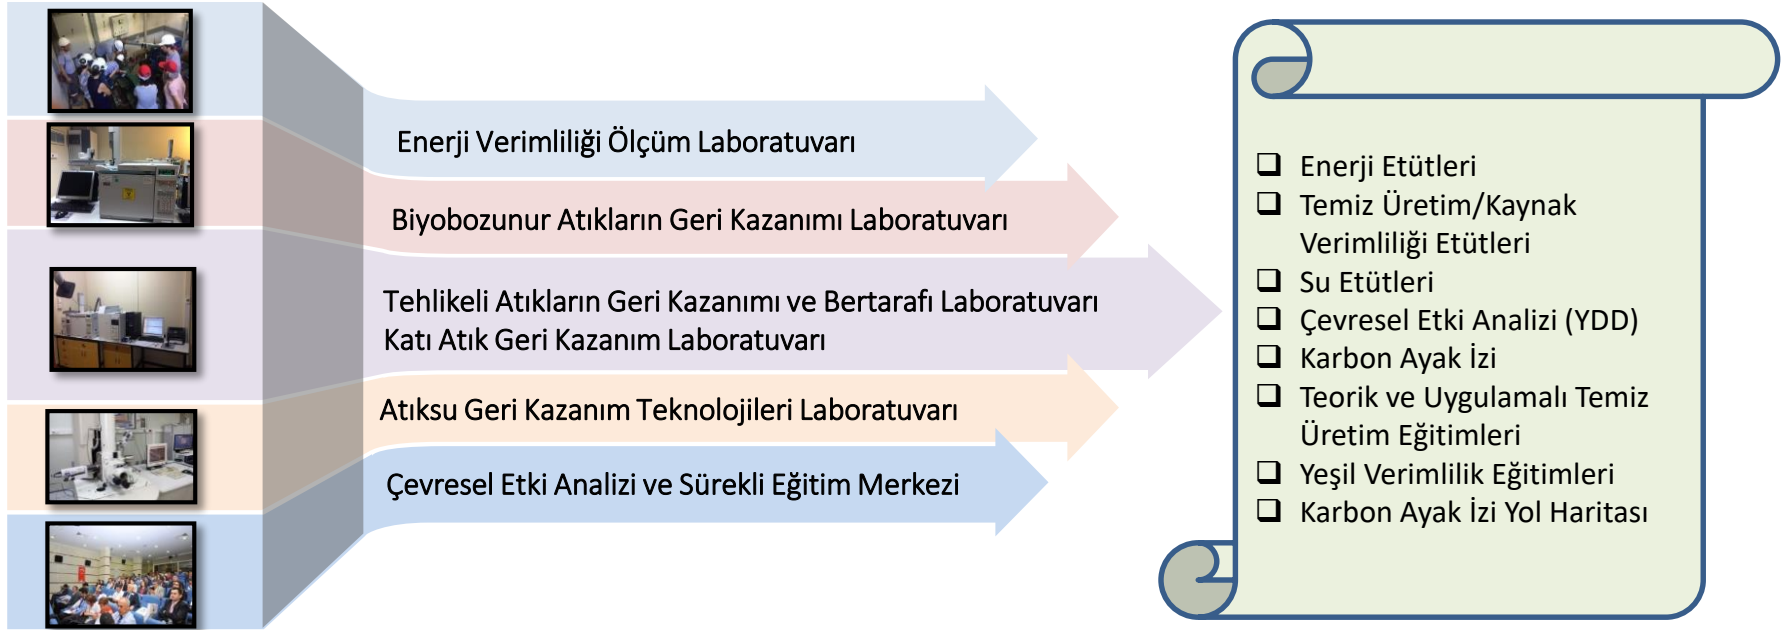 Enerji Verimliliği Ölçüm Laboratuvarı
Biyobozunur Atıkların Geri Kazanımı Laboratuvarı
Tehlikeli Atıkların Geri Kazanımı ve Bertarafı Laboratuvarı
Katı Atık Geri Kazanım Laboratuvarı
Atıksu Geri Kazanım Teknolojileri Laboratuvarı
Çevresel Etki Analizi ve Sürekli Eğitim Merkezi
Enerji Etütleri
Temiz Üretim/Kaynak
Verimliliği Etütleri
Su Etütleri
Çevresel Etki Analizi (YDD)
Karbon Ayak İzi
Teorik ve Uygulamalı Temiz
Üretim Eğitimleri
Yeşil Verimlilik Eğitimleri
Karbon Ayak İzi Yol Haritası